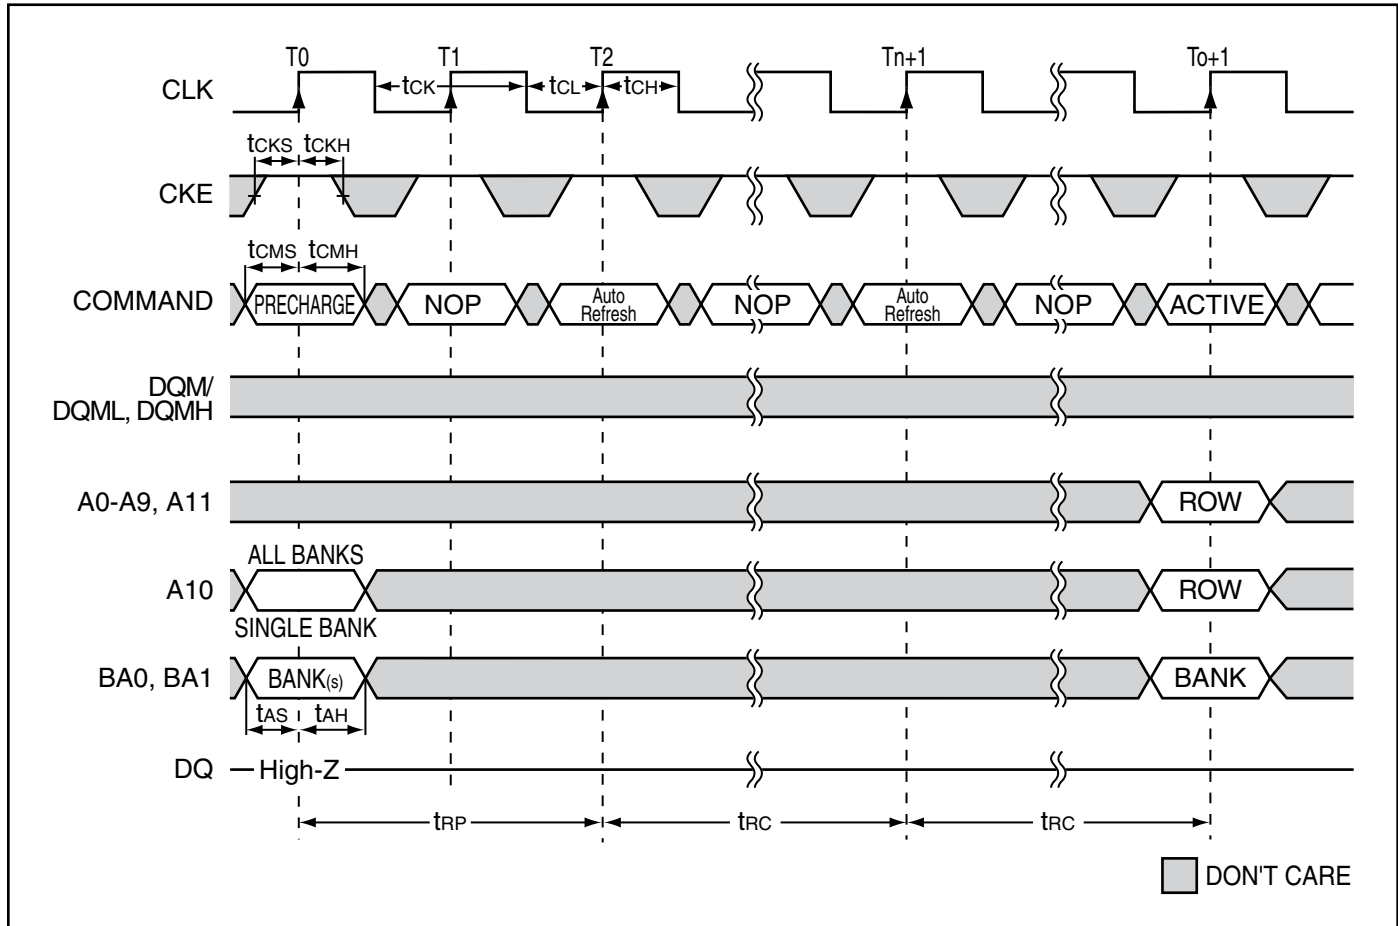 T0 T1 T2 Tn+1 To+1
CLK tCK tCL tCH
tCKS tCKH
CKE
tCMS tCMH
COMMAND PRECHARGE NOP Auto Refresh NOP Auto Refresh NOP ACTIVE
DQM/
DQML, DQMH
A0-A9, A11 ROW
ALL BANKS
A10 ROW
SINGLE BANK
BA0, BA1 BANK(s) BANK
tAS tAH
DQ High-Z
tRP tRC tRC
DON'T CARE